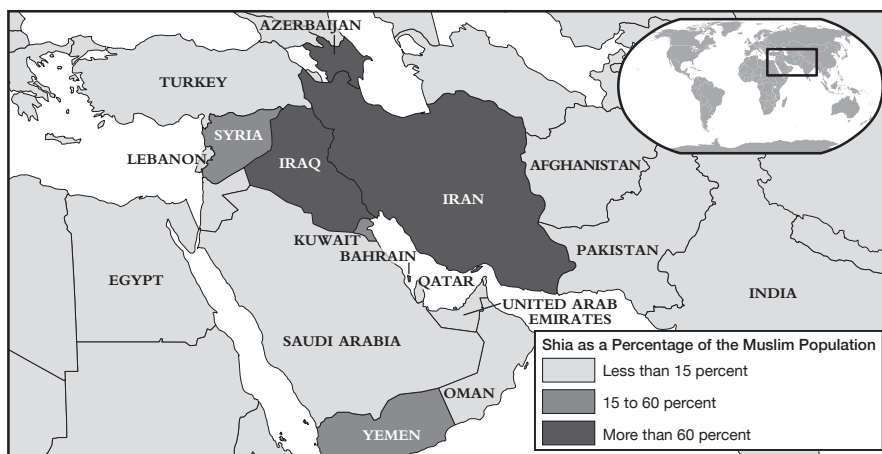 AZERBAIJAN
TURKEY
SYRIA
LEBANON
IRAQ
IRAN
AFGHANISTAN
KUWAIT
BAHRAIN
PAKISTAN
EGYPT
QATAR
INDIA
UNITED ARAB
EMIRATES
SAUDI ARABIA
OMAN
YEMEN
Shia as a Percentage of the Muslim Population
Less than 15 percent
15 to 60 percent
More than 60 percent